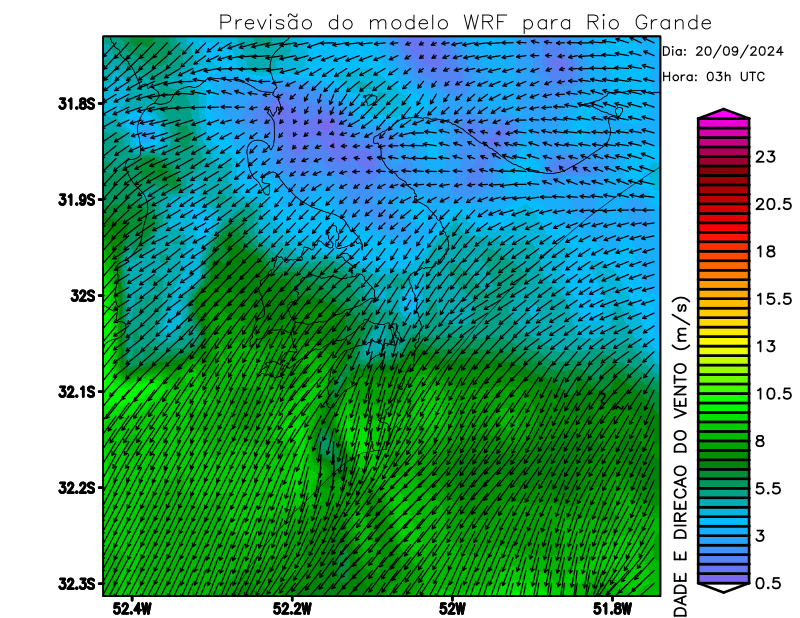 Previsão do modelo WRF para Rio Grande
Dia: 20/09/2024
Hora: 03h UTC
31.8S
31.9S
32S
32.1S
32.2S
32.3S
52.4W
52.2W
52W
51.8W
23
20.5
18
15.5
13
10.5
8
5.5
3
0.5
DADE E DIRECAO DO VENTO (m/s)